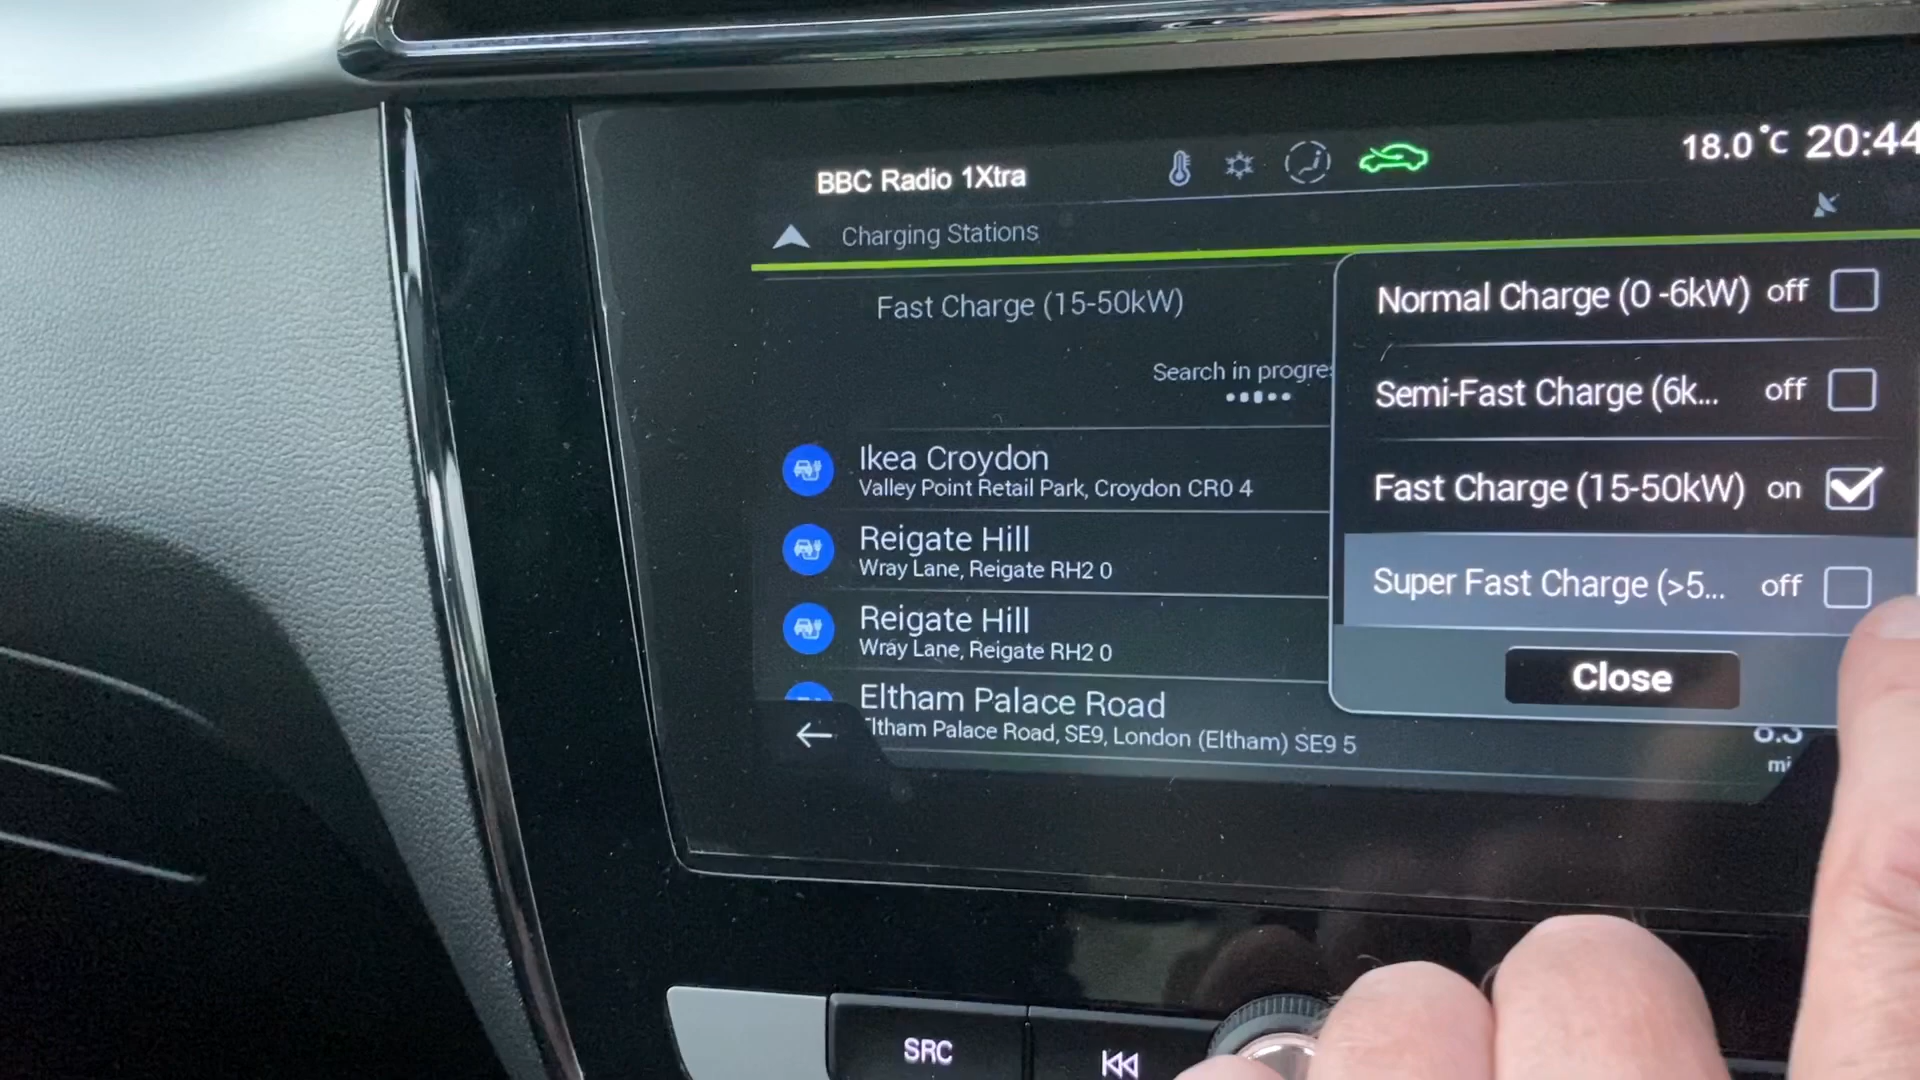 BBC Radio 1Xtra
18.0°C 20:44
Charging Stations
Fast Charge (15-50kW)
Search in progres
Ikea Croydon
Valley Point Retail Park, Croydon CR0 4
Reigate Hill
Wray Lane, Reigate RH2 0
Reigate Hill
Wray Lane, Reigate RH2 0
Eltham Palace Road
ltham Palace Road, SE9, London (Eltham) SE9 5
mi
Normal Charge (0 -6kW) off
Semi-Fast Charge (6k... off
Fast Charge (15-50kW) on
Super Fast Charge (>5... off
Close
SRC